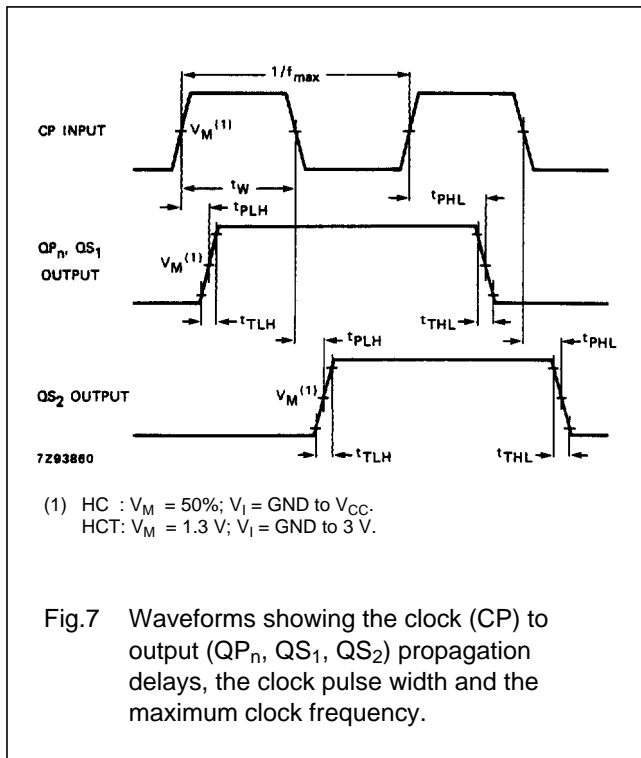 1/fmax
CP INPUT
VM(1)
tW
tPLH
tPHL
QPn, QS1
OUTPUT
VM(1)
tTLH
tTHL
tPLH
tPHL
QS2 OUTPUT
VM(1)
tTLH
tTHL
7Z93860
(1) HC : VM = 50%; VI = GND to VCC.
HCT: VM = 1.3 V; VI = GND to 3 V.
Fig.7 Waveforms showing the clock (CP) to
output (QPn, QS1, QS2) propagation
delays, the clock pulse width and the
maximum clock frequency.